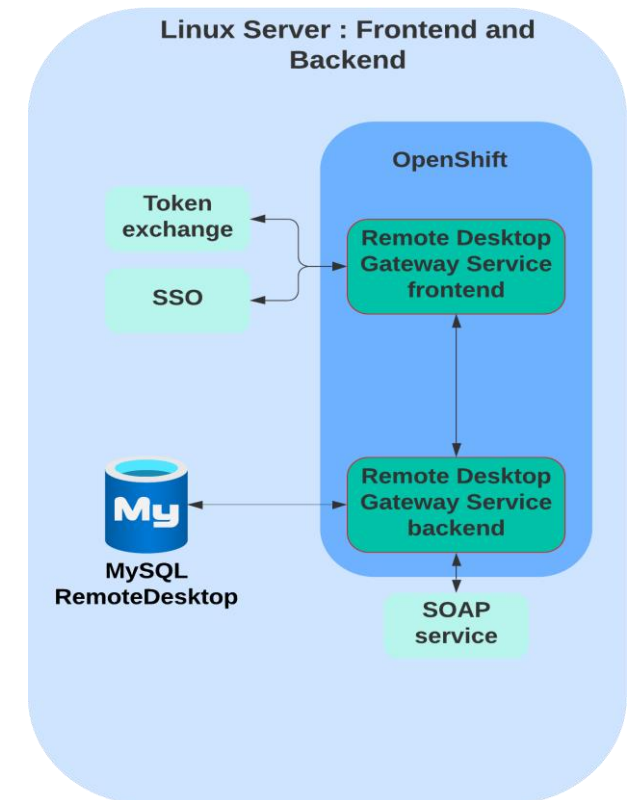 Linux Server : Frontend and
Backend
OpenShift
Token
exchange
Remote Desktop
Gateway Service
frontend
SSO
Remote Desktop
Gateway Service
backend
My
MySQL
RemoteDesktop
SOAP
service